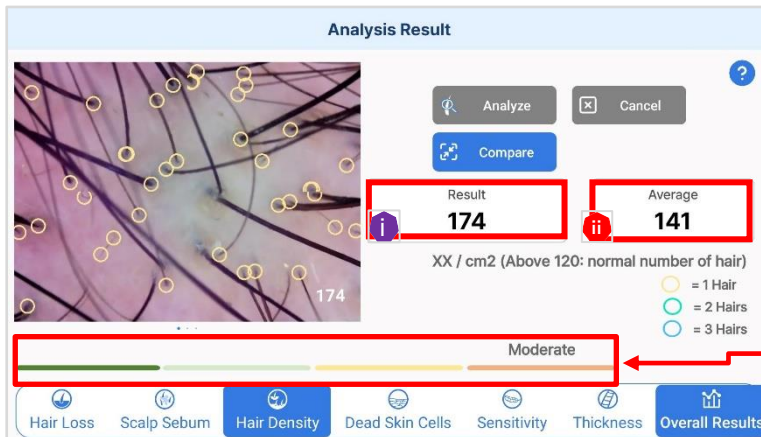 Analysis Result
?
Analyze
Cancel
Compare
Result
174
i
Average
141
ii
XX / cm2 (Above 120: normal number of hair)
= 1 Hair
= 2 Hairs
= 3 Hairs
174
Moderate
Hair Loss
Scalp Sebum
Hair Density
Dead Skin Cells
Sensitivity
Thickness
Overall Results